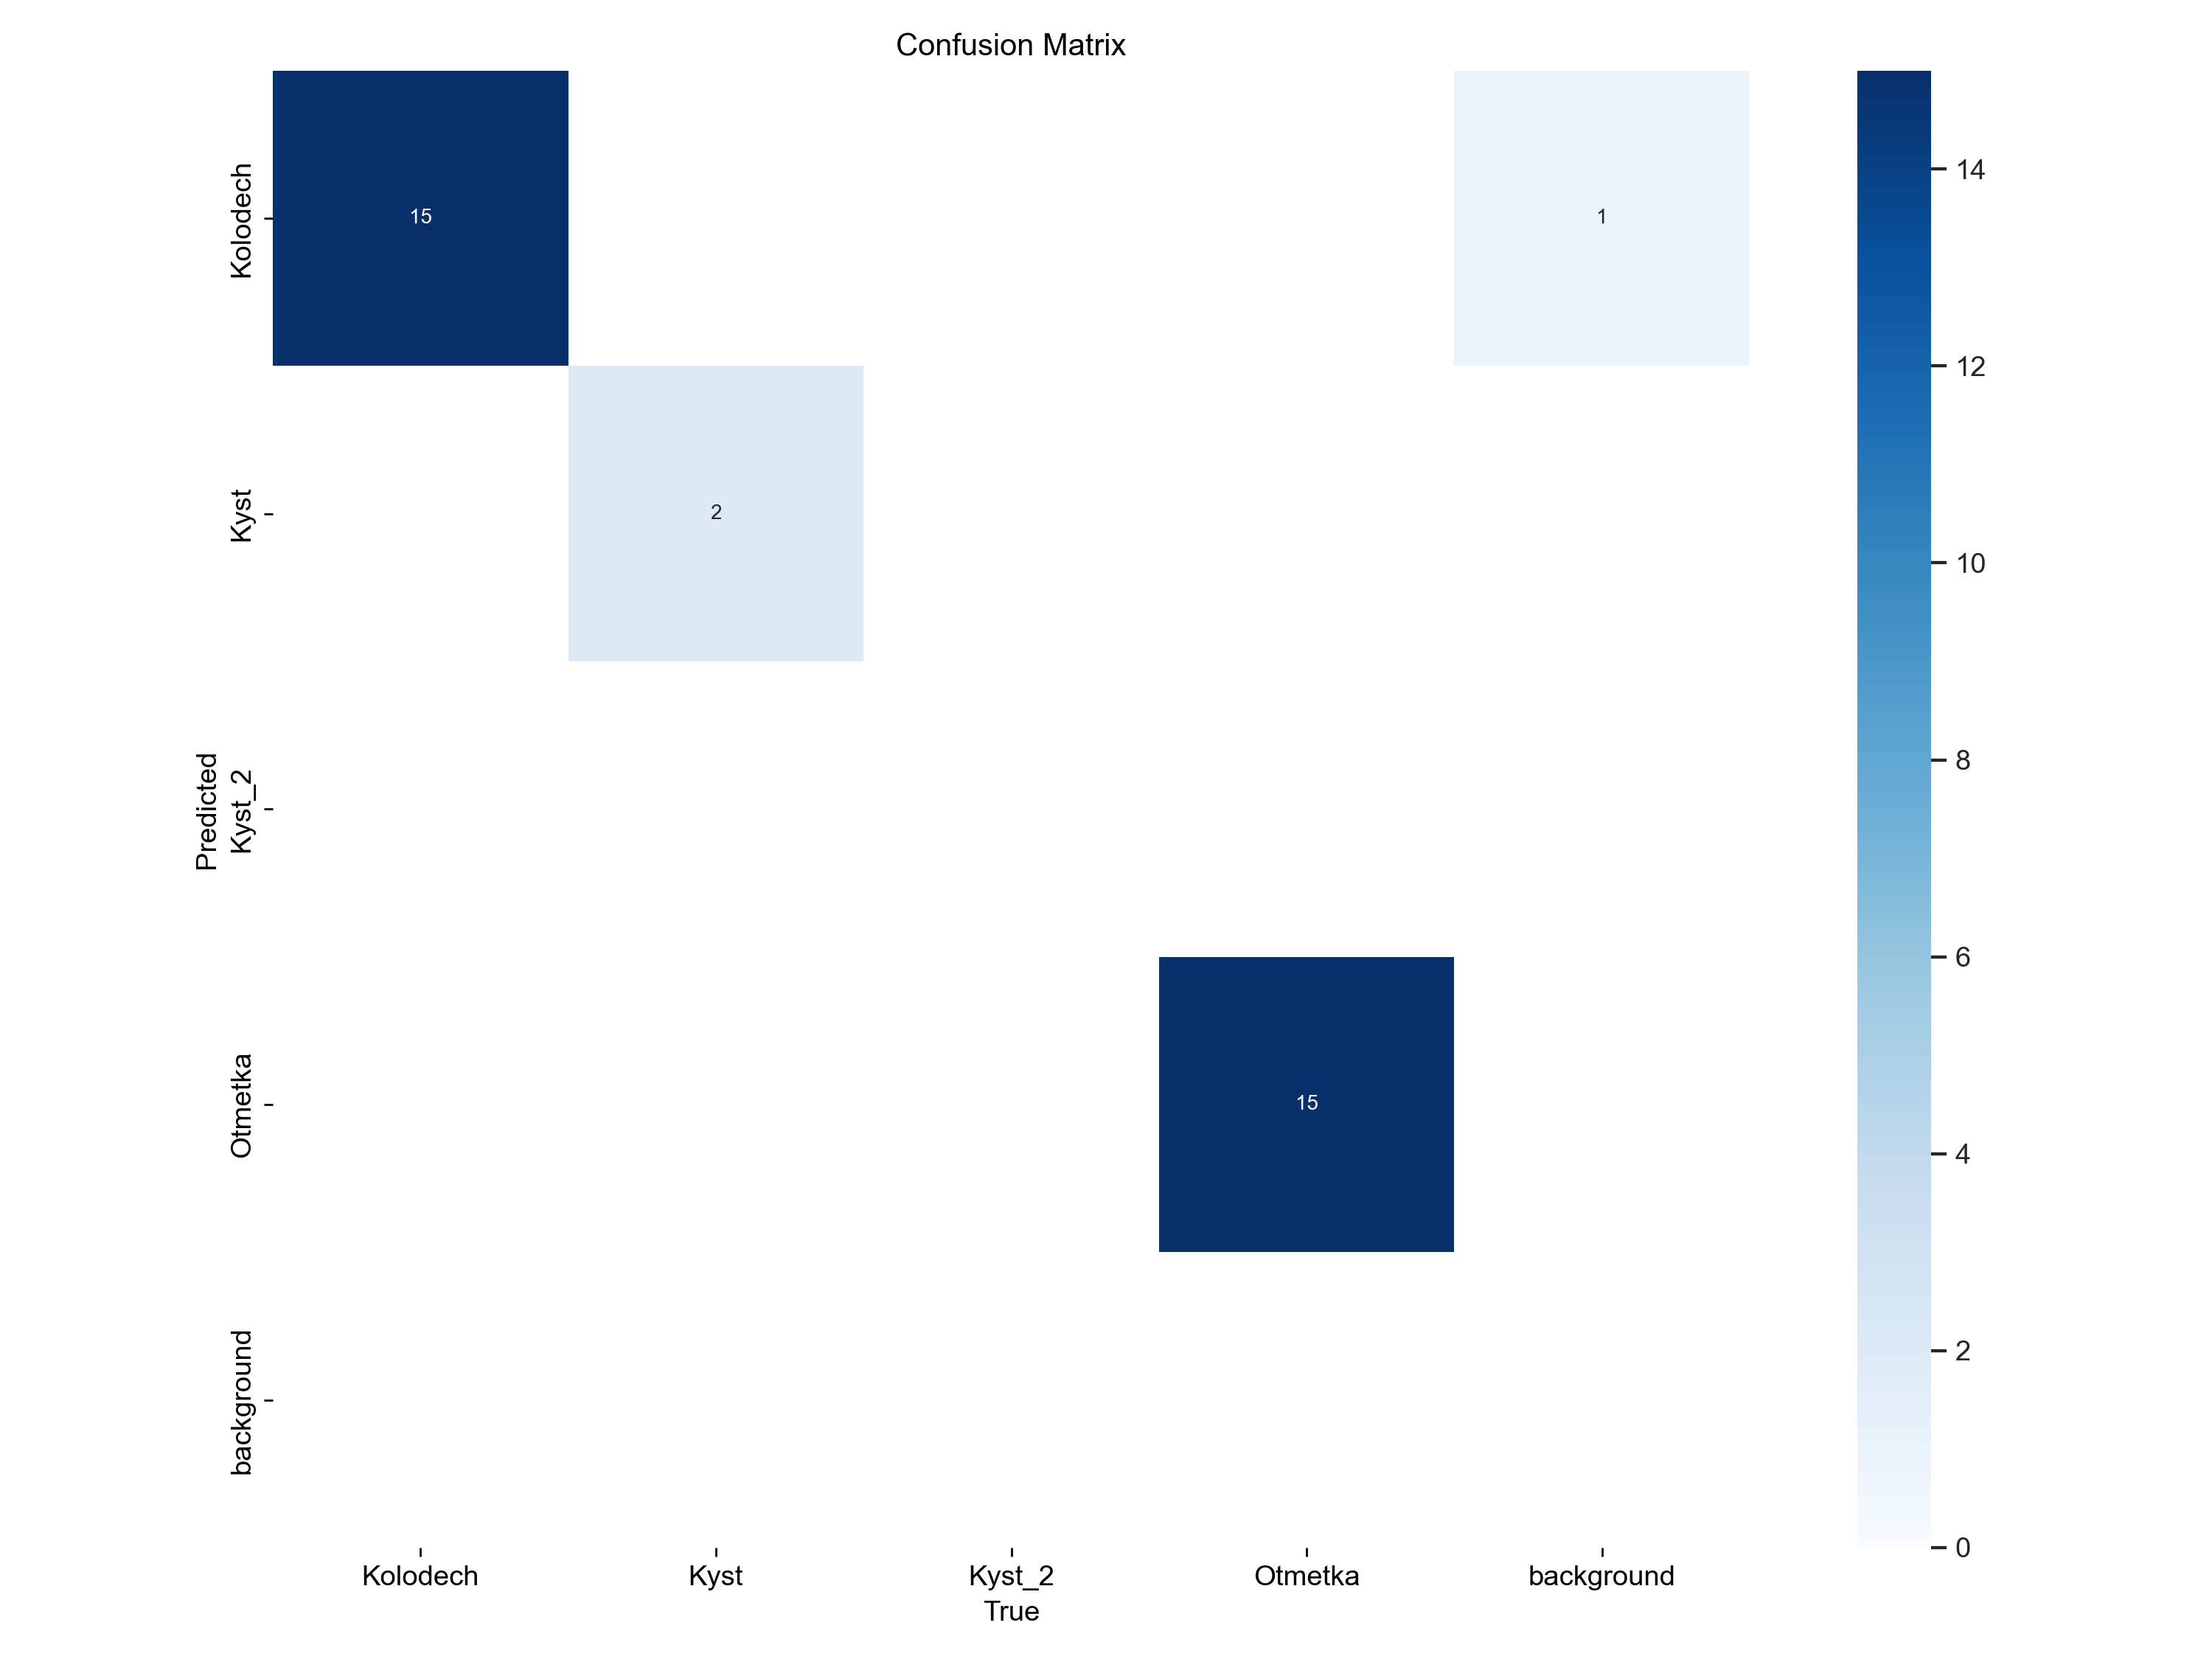 Confusion Matrix
Kolodech
15
1
14
12
Kyst
2
10
Predicted
Kyst_2
8
6
Otmetka
15
4
background
2
0
Kolodech Kyst Kyst_2 Otmetka background
True